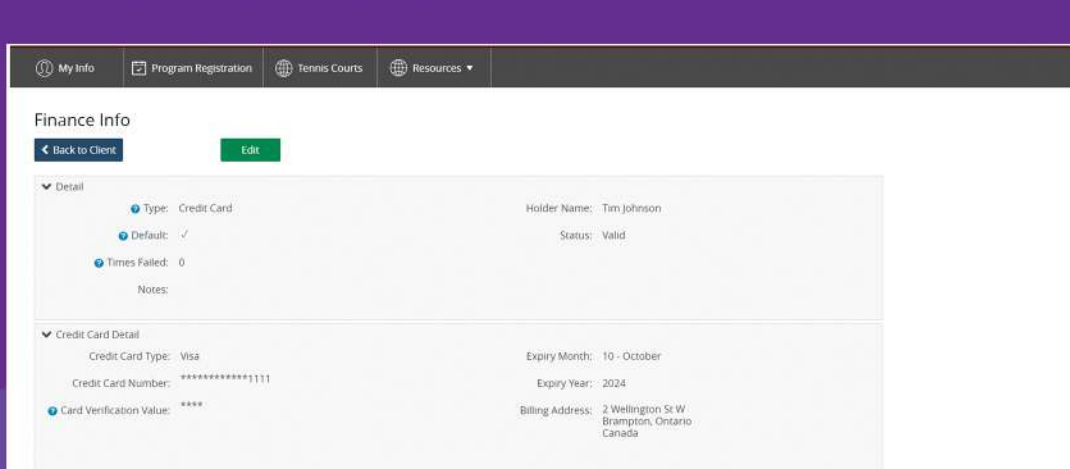 My Info Program Registration Tennis Courts Resources
Finance Info
Back to Client Edit
Detail
Type: Credit Card Holder Name: Tim Johnson
Default: ✓ Status: Valid
Times Failed: 0
Notes:
Credit Card Detail
Credit Card Type: Visa Expiry Month: 10 - October
Credit Card Number: ************1111 Expiry Year: 2024
Card Verification Value: **** Billing Address: 2 Wellington St W
Brampton, Ontario
Canada